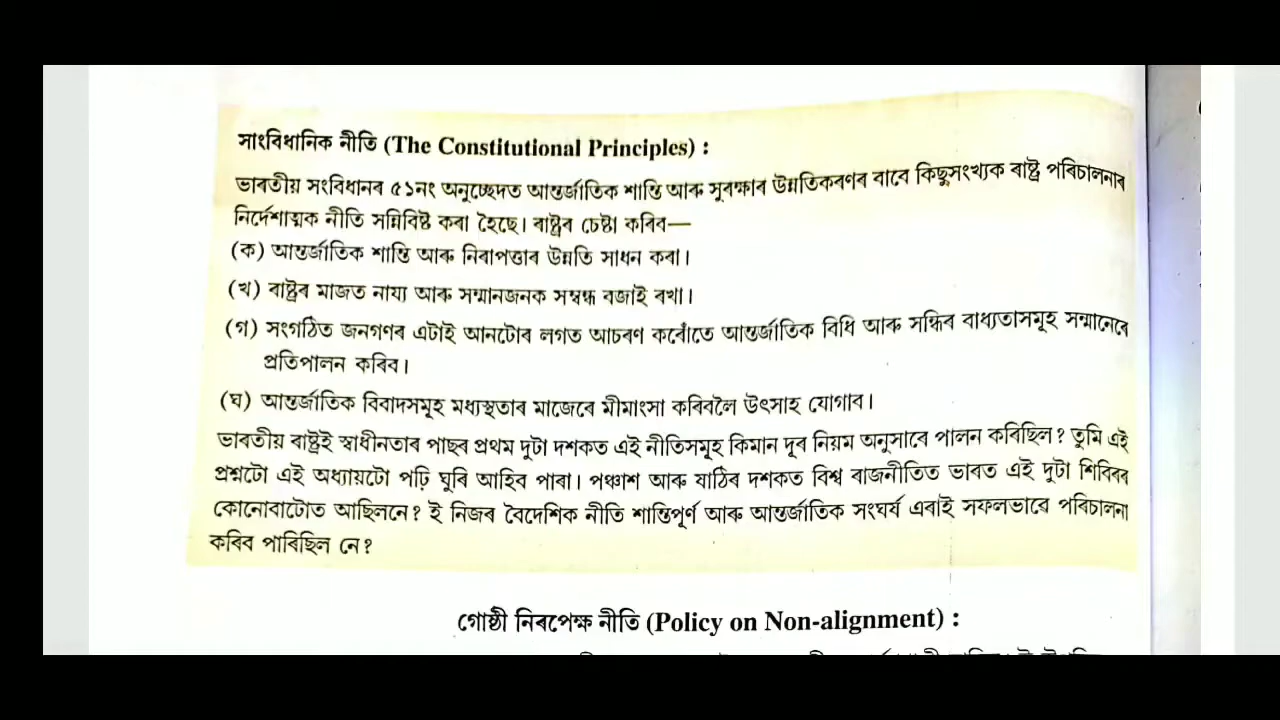 সাংবিধানিক নীতি (The Constitutional Principles) :
ভাৰতীয় সংবিধানৰ ৫১নং অনুচ্ছেদত আন্তৰ্জাতিক শান্তি আৰু সুৰক্ষাৰ উন্নতিকৰণৰ বাবে কিছুসংখ্যক ৰাষ্ট্ৰ পৰিচালনাৰ
নিৰ্দেশাত্মক নীতি সন্নিবিষ্ট কৰা হৈছে। ৰাষ্ট্ৰৰ চেষ্টা কৰিব—
(ক) আন্তৰ্জাতিক শান্তি আৰু নিৰাপত্তাৰ উন্নতি সাধন কৰা।
(খ) ৰাষ্ট্ৰৰ মাজত নায্য আৰু সন্মানজনক সম্বন্ধ বজাই ৰখা।
(গ) সংগঠিত জনগণৰ এটাই আনটোৰ লগত আচৰণ কৰোঁতে আন্তৰ্জাতিক বিধি আৰু সন্ধিৰ বাধ্যতাসমূহ সন্মানেৰে
প্ৰতিপালন কৰিব।
(ঘ) আন্তৰ্জাতিক বিবাদসমূহ মধ্যস্থতাৰ মাজেৰে মীমাংসা কৰিবলৈ উৎসাহ যোগাব।
ভাৰতীয় ৰাষ্ট্ৰই স্বাধীনতাৰ পাছৰ প্ৰথম দুটা দশকত এই নীতিসমূহ কিমান দূৰ নিয়ম অনুসাৰে পালন কৰিছিল? তুমি এই
প্ৰশ্নটো এই অধ্যায়টো পঢ়ি ঘুৰি আহিব পাৰা। পঞ্চাশ আৰু ষাঠিৰ দশকত বিশ্ব ৰাজনীতিত ভাৰত এই দুটা শিবিৰৰ
কোনোবাটোত আছিলনে? ই নিজৰ বৈদেশিক নীতি শান্তিপূৰ্ণ আৰু আন্তৰ্জাতিক সংঘৰ্ষ এৰাই সফলভাৱে পৰিচালনা
কৰিব পাৰিছিল নে?
গোষ্ঠী নিৰপেক্ষ নীতি (Policy on Non-alignment) :